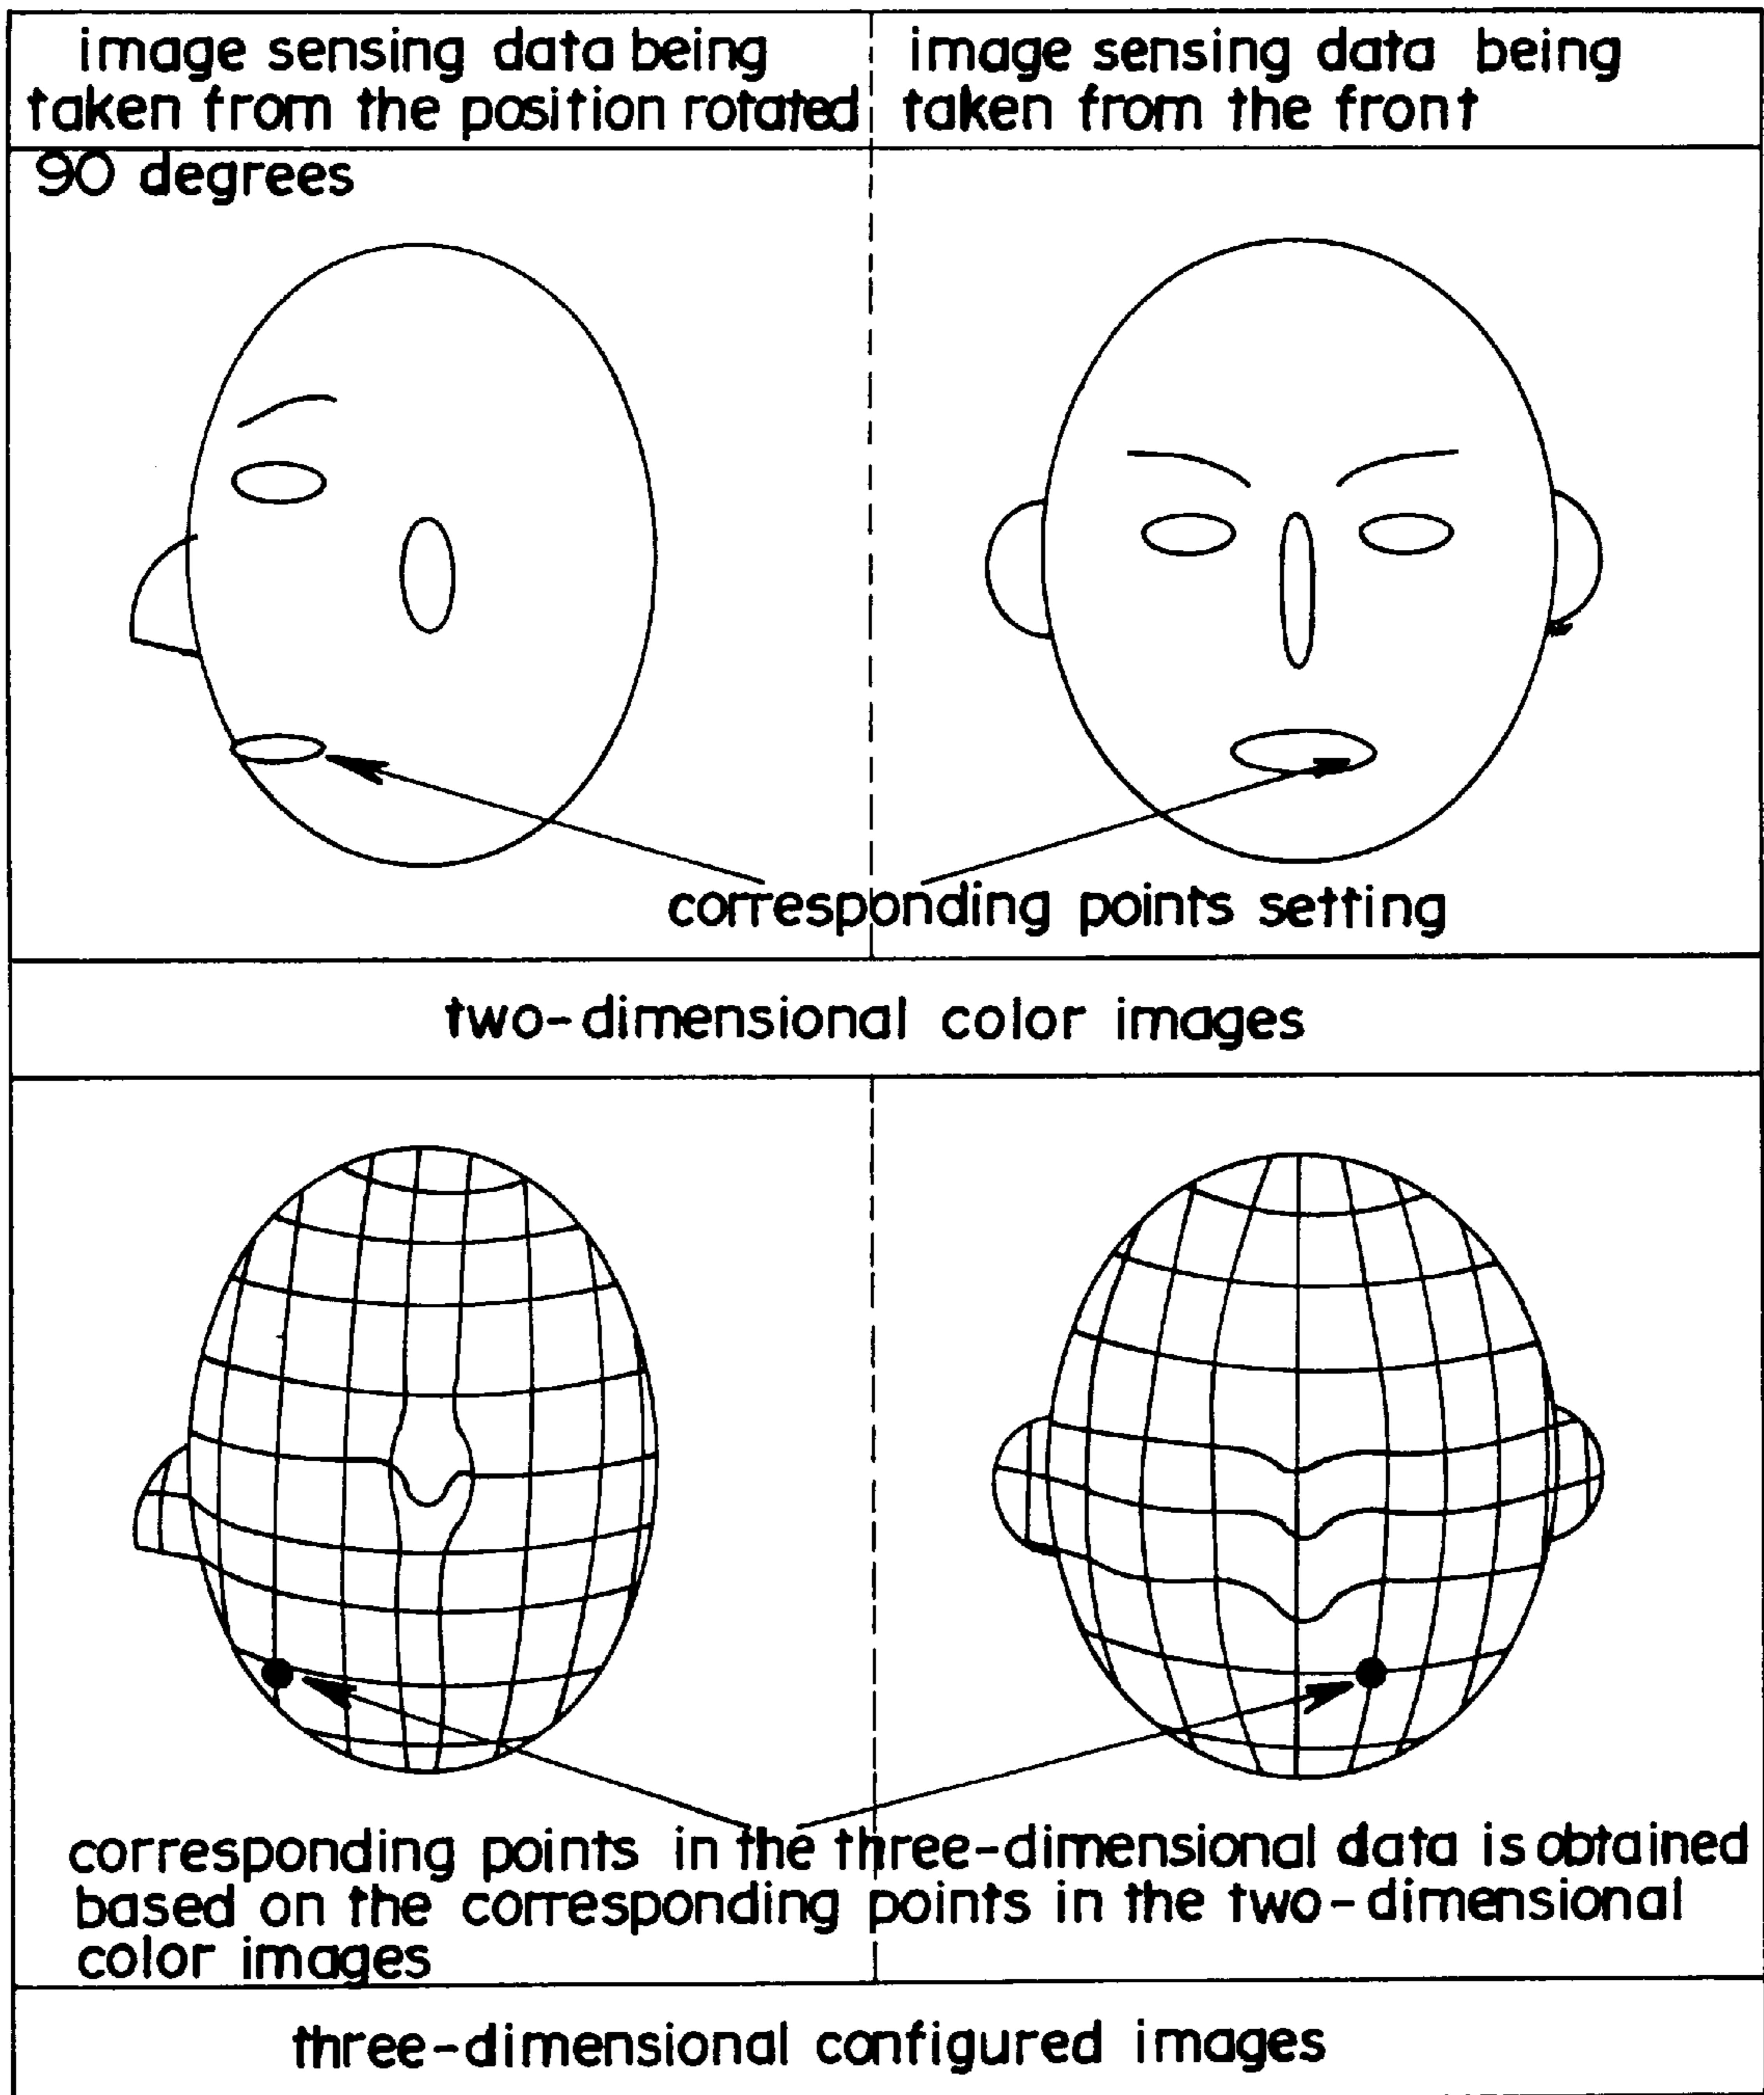 image sensing data being
taken from the position rotated
90 degrees
image sensing data being
taken from the front
corresponding points setting
two-dimensional color images
corresponding points in the three-dimensional data is obtained
based on the corresponding points in the two-dimensional
color images
three-dimensional configured images